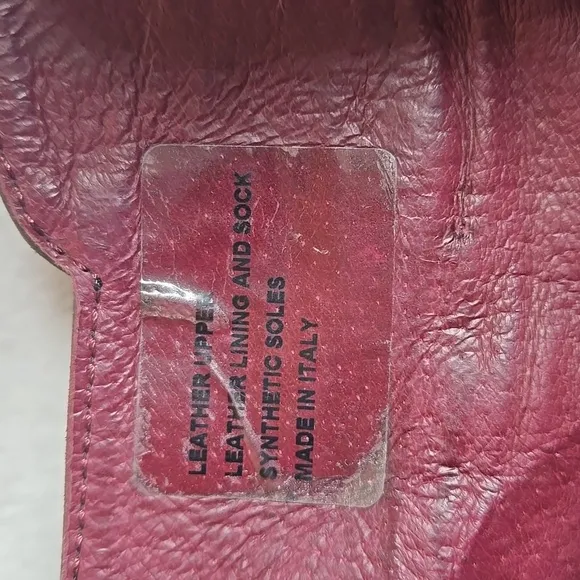 LEATHER UPPER
LEATHER LINING AND SOCK
SYNTHETIC SOLES
MADE IN ITALY